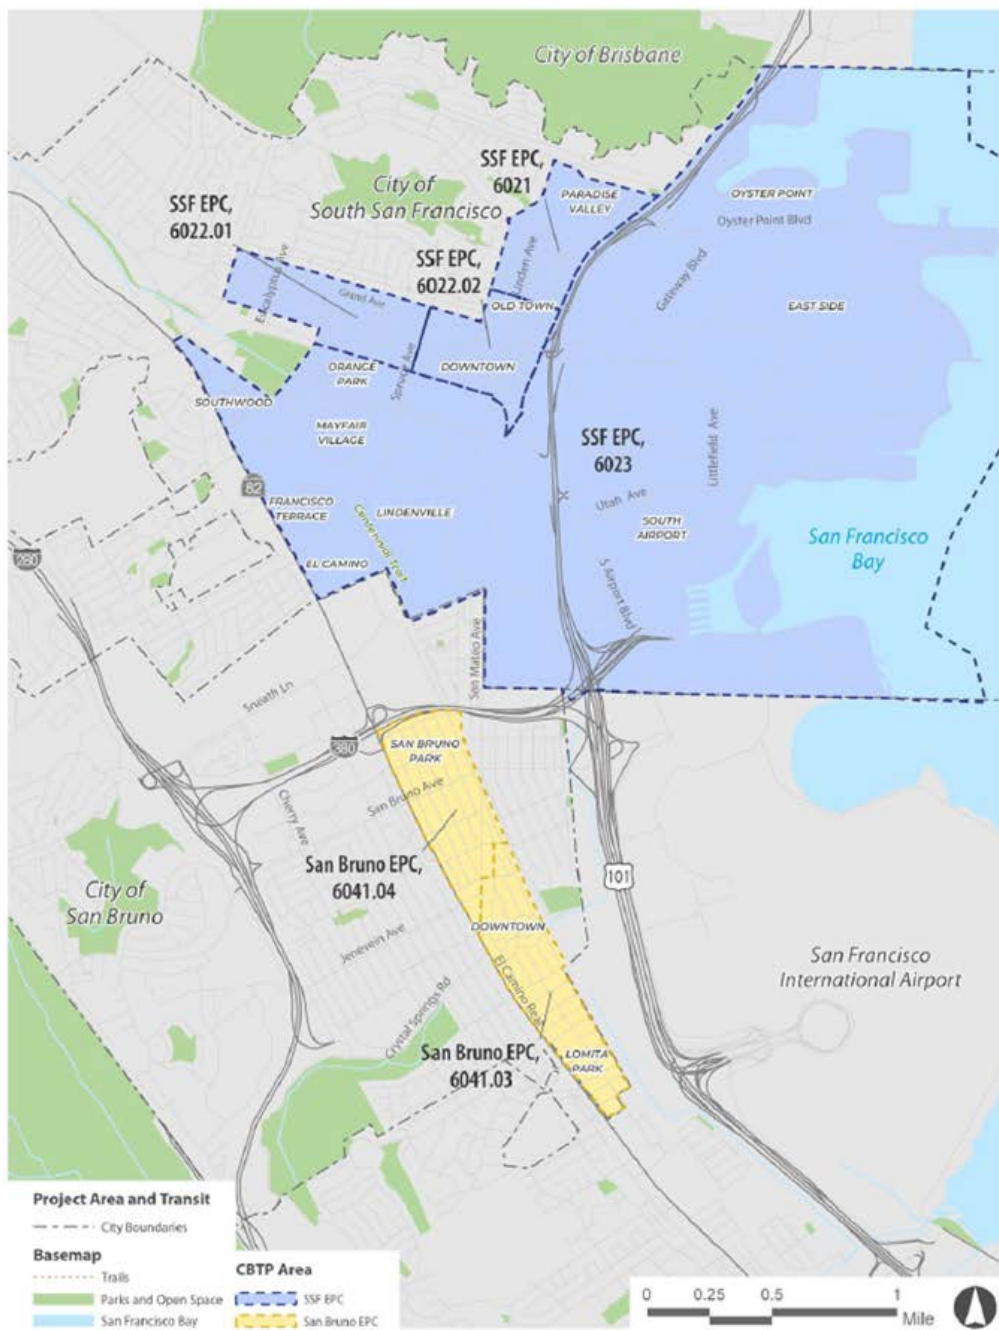 City of Brisbane
SSF EPC,
6021
City of
South San Francisco
PARADISE
VALLEY
OYSTER POINT
Oyster Point Blvd
SSF EPC,
6022.01
SSF EPC,
6022.02
Eucalyptus Ave
Grand Ave
Linden Ave
Gateway Blvd
OLD TOWN
EAST SIDE
ORANGE
PARK
Spruce Ave
DOWNTOWN
SOUTHWOOD
MAYFAIR
VILLAGE
SSF EPC,
6023
Littlefield Ave
82
FRANCISCO
TERRACE
LINDENVILLE
Centennial Trail
Utah Ave
SOUTH
AIRPORT
San Francisco
Bay
280
EL CAMINO
S Airport Blvd
San Mateo Ave
Sneath Ln
380
SAN BRUNO
PARK
San Bruno Ave
Cherry Ave
San Bruno EPC,
6041.04
101
City of
San Bruno
DOWNTOWN
Jenevein Ave
El Camino Real
San Francisco
International Airport
Crystal Springs Rd
San Bruno EPC,
6041.03
LOMITA
PARK
Project Area and Transit
City Boundaries
Basemap
Trails
Parks and Open Space
San Francisco Bay
CBTP Area
SSF EPC
San Bruno EPC
0 0.25 0.5 1
Mile